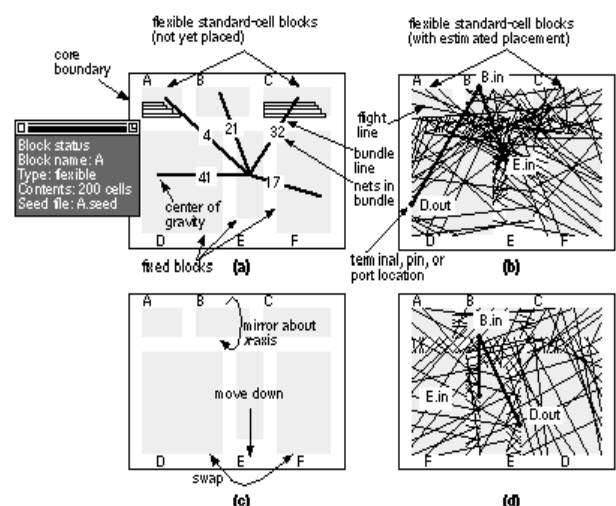 flexible standard-cell blocks
(not yet placed)
flexible standard-cell blocks
(with estimated placement)
core
boundary
A B C
A B C
B.in
Block status
Block name: A
Type: flexible
Contents: 200 cells
Seed file: A.seed
4
21
32
41
17
flight
line
bundle
line
nets in
bundle
center of
gravity
E.in
D.out
D E F
D E F
fixed blocks
(a)
terminal, pin, or
port location
(b)
A B C
A B C
mirror about
x-axis
B.in
move down
E.in
D.out
D E F
F E D
swap
(c)
(d)